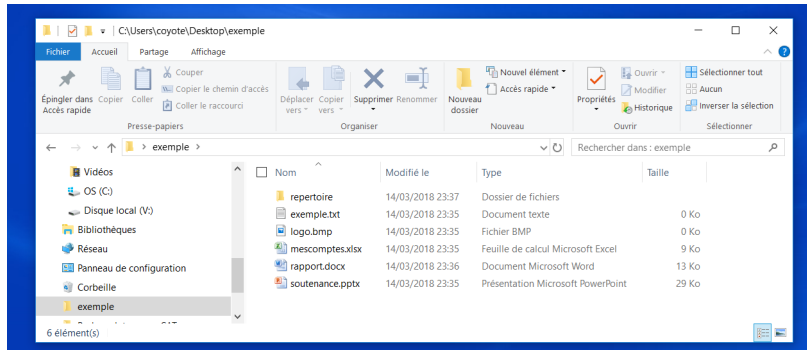 C:\Users\coyote\Desktop\exemple
Fichier Accueil Partage Affichage
Épingler dans Accès rapide
Copier
Coller
Couper
Copier le chemin d'accès
Coller le raccourci
Presse-papiers
Déplacer vers
Copier vers
Supprimer
Renommer
Organiser
Nouveau dossier
Nouvel élément
Accès rapide
Nouveau
Propriétés
Ouvrir
Modifier
Historique
Ouvrir
Sélectionner tout
Aucun
Inverser la sélection
Sélectionner
exemple
Rechercher dans : exemple
Vidéos
OS (C:)
Disque local (V:)
Bibliothèques
Réseau
Panneau de configuration
Corbeille
exemple
Nom Modifié le Type Taille
repertoire 14/03/2018 23:37 Dossier de fichiers
exemple.txt 14/03/2018 23:35 Document texte 0 Ko
logo.bmp 14/03/2018 23:35 Fichier BMP 0 Ko
mescomptes.xlsx 14/03/2018 23:35 Feuille de calcul Microsoft Excel 9 Ko
rapport.docx 14/03/2018 23:36 Document Microsoft Word 13 Ko
soutenance.pptx 14/03/2018 23:35 Présentation Microsoft PowerPoint 29 Ko
6 élément(s)